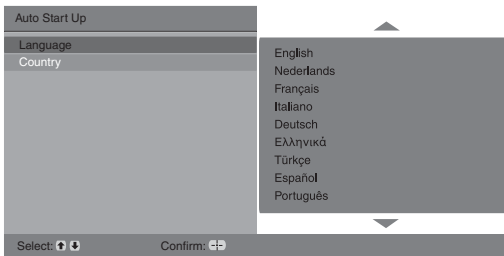 Auto Start Up
Language
Country
English
Nederlands
Français
Italiano
Deutsch
Ελληνικά
Türkçe
Español
Português
Select: Confirm: